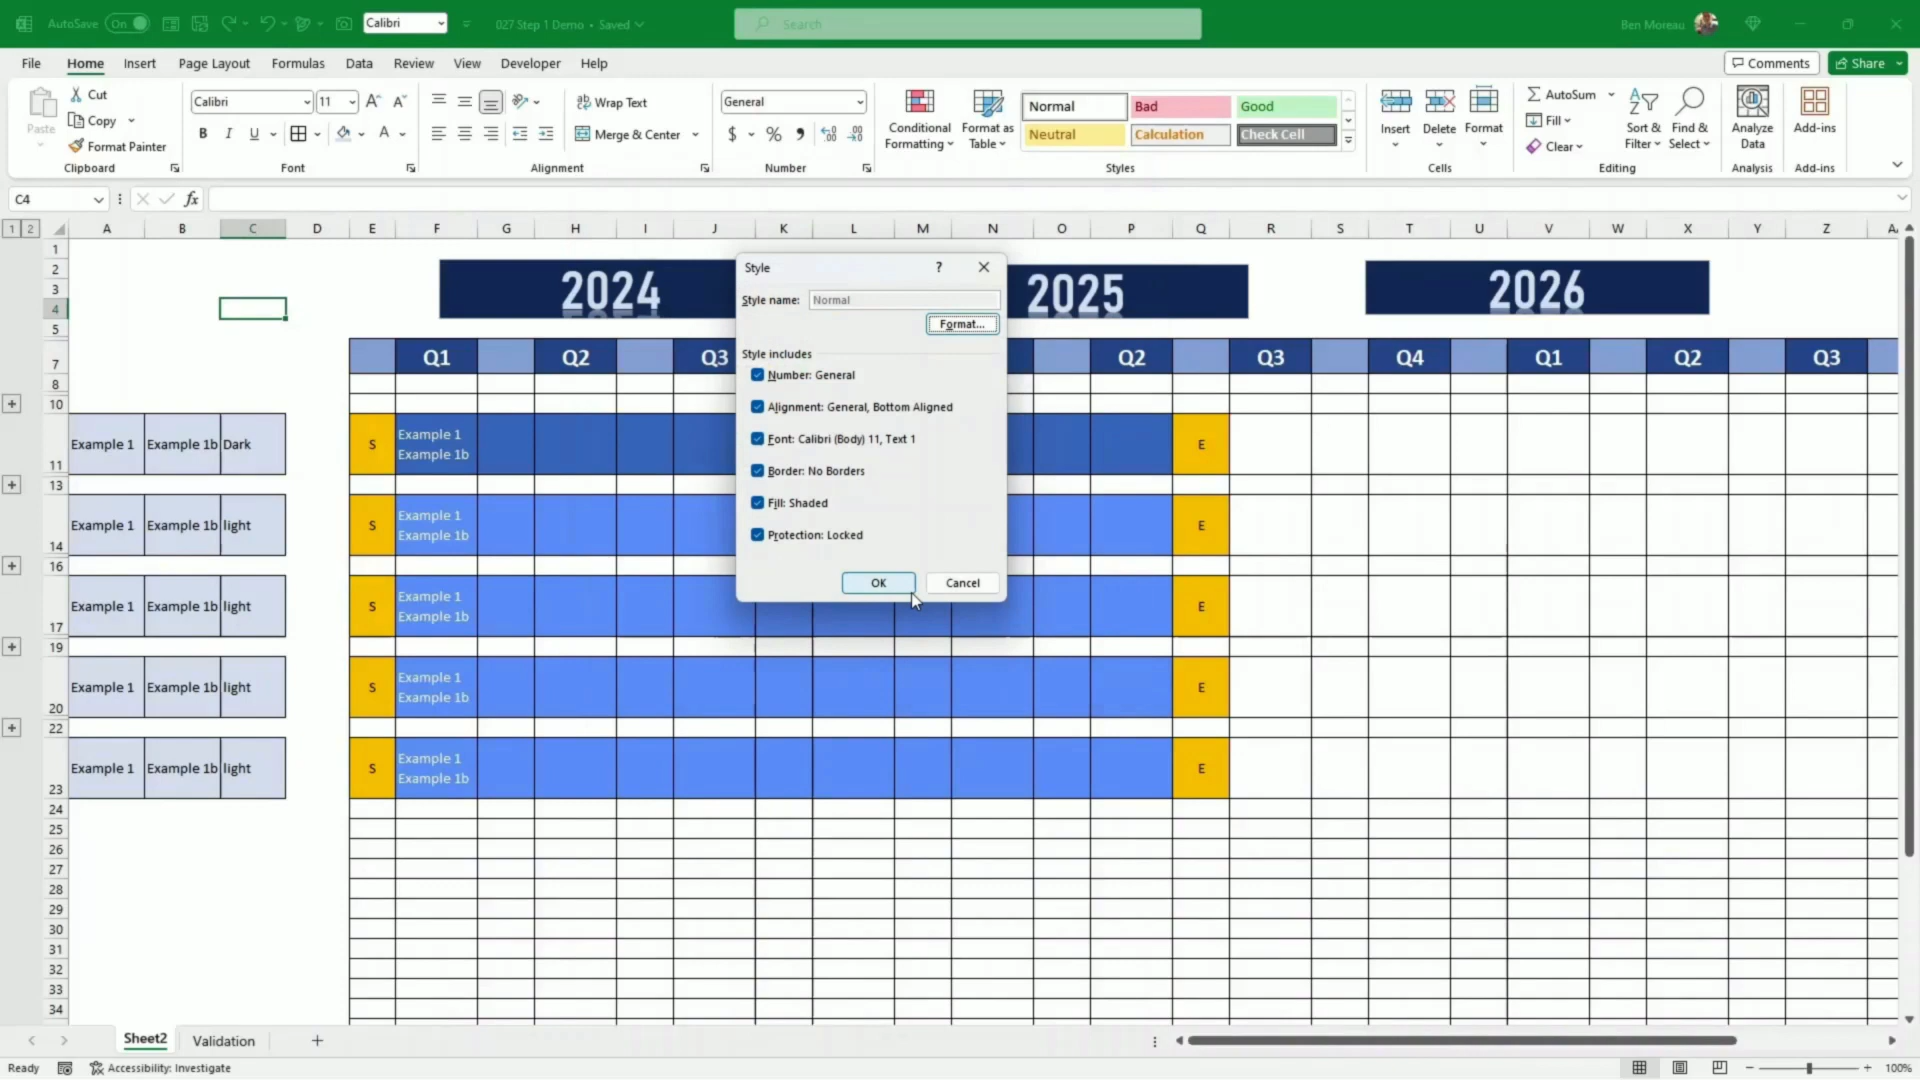 AutoSave On Calibri 027 Step 1 Demo • Saved Search Ben Moreau
File Home Insert Page Layout Formulas Data Review View Developer Help Comments Share
Paste Cut Copy Format Painter Clipboard
Calibri 11 B I U A Font
Wrap Text Merge & Center Alignment
General $ % Number
Conditional Formatting Format as Table Normal Bad Good Neutral Calculation Check Cell Styles
Insert Delete Format Cells
AutoSum Fill Clear Sort & Filter Find & Select Editing
Analyze Data Analysis Add-ins Add-ins
C4 fx
1 2 A B C D E F G H I J K L M N O P Q R S T U V W X Y Z
1
2
3
4
5
2024 2025 2026
7 Q1 Q2 Q3 Q2 Q3 Q4 Q1 Q2 Q3
8
10
11 Example 1 Example 1b Dark S Example 1 Example 1b E
13
14 Example 1 Example 1b light S Example 1 Example 1b E
16
17 Example 1 Example 1b light S Example 1 Example 1b E
19
20 Example 1 Example 1b light S Example 1 Example 1b E
22
23 Example 1 Example 1b light S Example 1 Example 1b E
24
25
26
27
28
29
30
31
32
33
34
Style ?
Style name: Normal
Format...
Style includes
Number: General
Alignment: General, Bottom Aligned
Font: Calibri (Body) 11, Text 1
Border: No Borders
Fill: Shaded
Protection: Locked
OK Cancel
Sheet2 Validation
Ready Accessibility: Investigate 100%